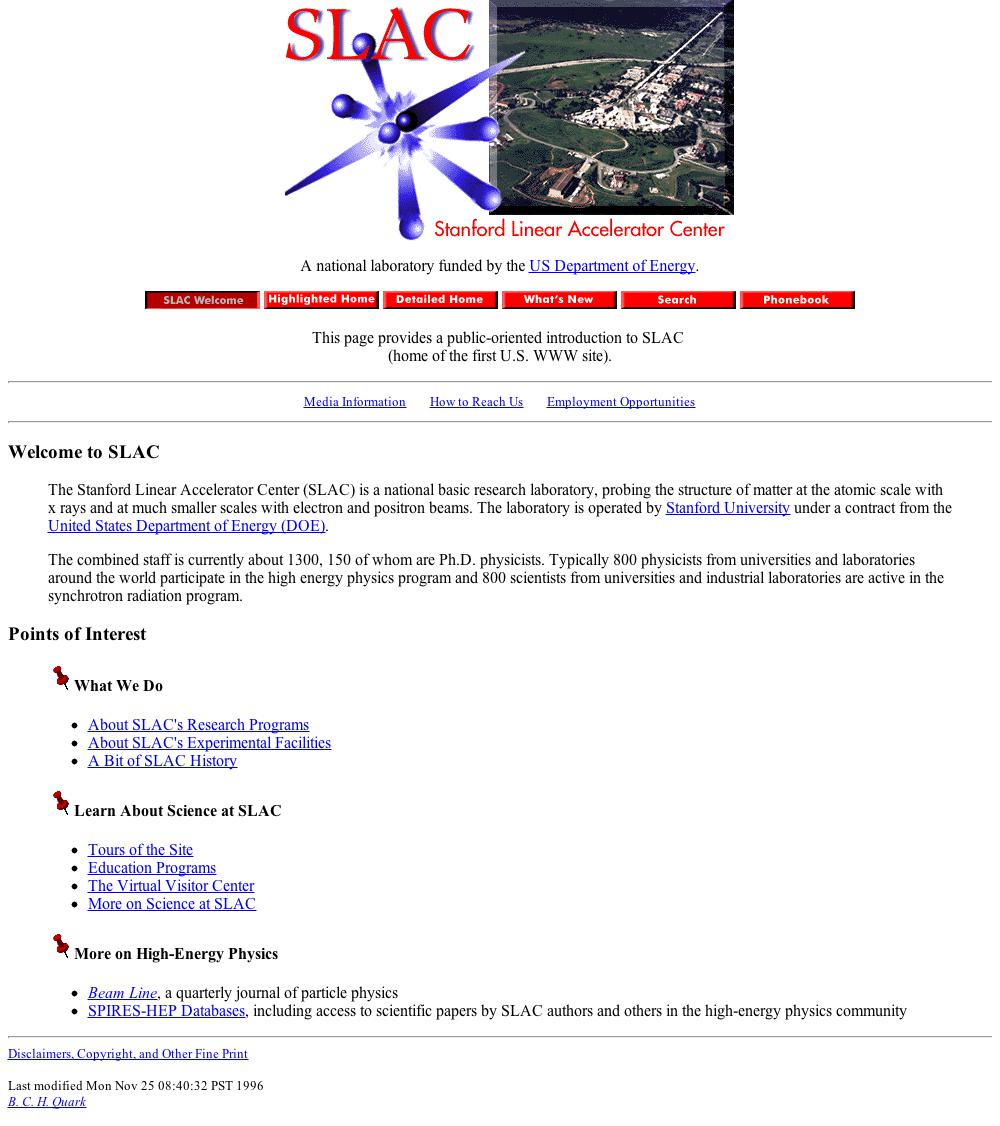 SLAC
Stanford Linear Accelerator Center
A national laboratory funded by the US Department of Energy.
SLAC Welcome Highlighted Home Detailed Home What's New Search Phonebook
This page provides a public-oriented introduction to SLAC
(home of the first U.S. WWW site).
Media Information How to Reach Us Employment Opportunities
Welcome to SLAC
The Stanford Linear Accelerator Center (SLAC) is a national basic research laboratory, probing the structure of matter at the atomic scale with
x rays and at much smaller scales with electron and positron beams. The laboratory is operated by Stanford University under a contract from the
United States Department of Energy (DOE).
The combined staff is currently about 1300, 150 of whom are Ph.D. physicists. Typically 800 physicists from universities and laboratories
around the world participate in the high energy physics program and 800 scientists from universities and industrial laboratories are active in the
synchrotron radiation program.
Points of Interest
What We Do
About SLAC's Research Programs
About SLAC's Experimental Facilities
A Bit of SLAC History
Learn About Science at SLAC
Tours of the Site
Education Programs
The Virtual Visitor Center
More on Science at SLAC
More on High-Energy Physics
Beam Line, a quarterly journal of particle physics
SPIRES-HEP Databases, including access to scientific papers by SLAC authors and others in the high-energy physics community
Disclaimers, Copyright, and Other Fine Print
Last modified Mon Nov 25 08:40:32 PST 1996
B. C. H. Quark